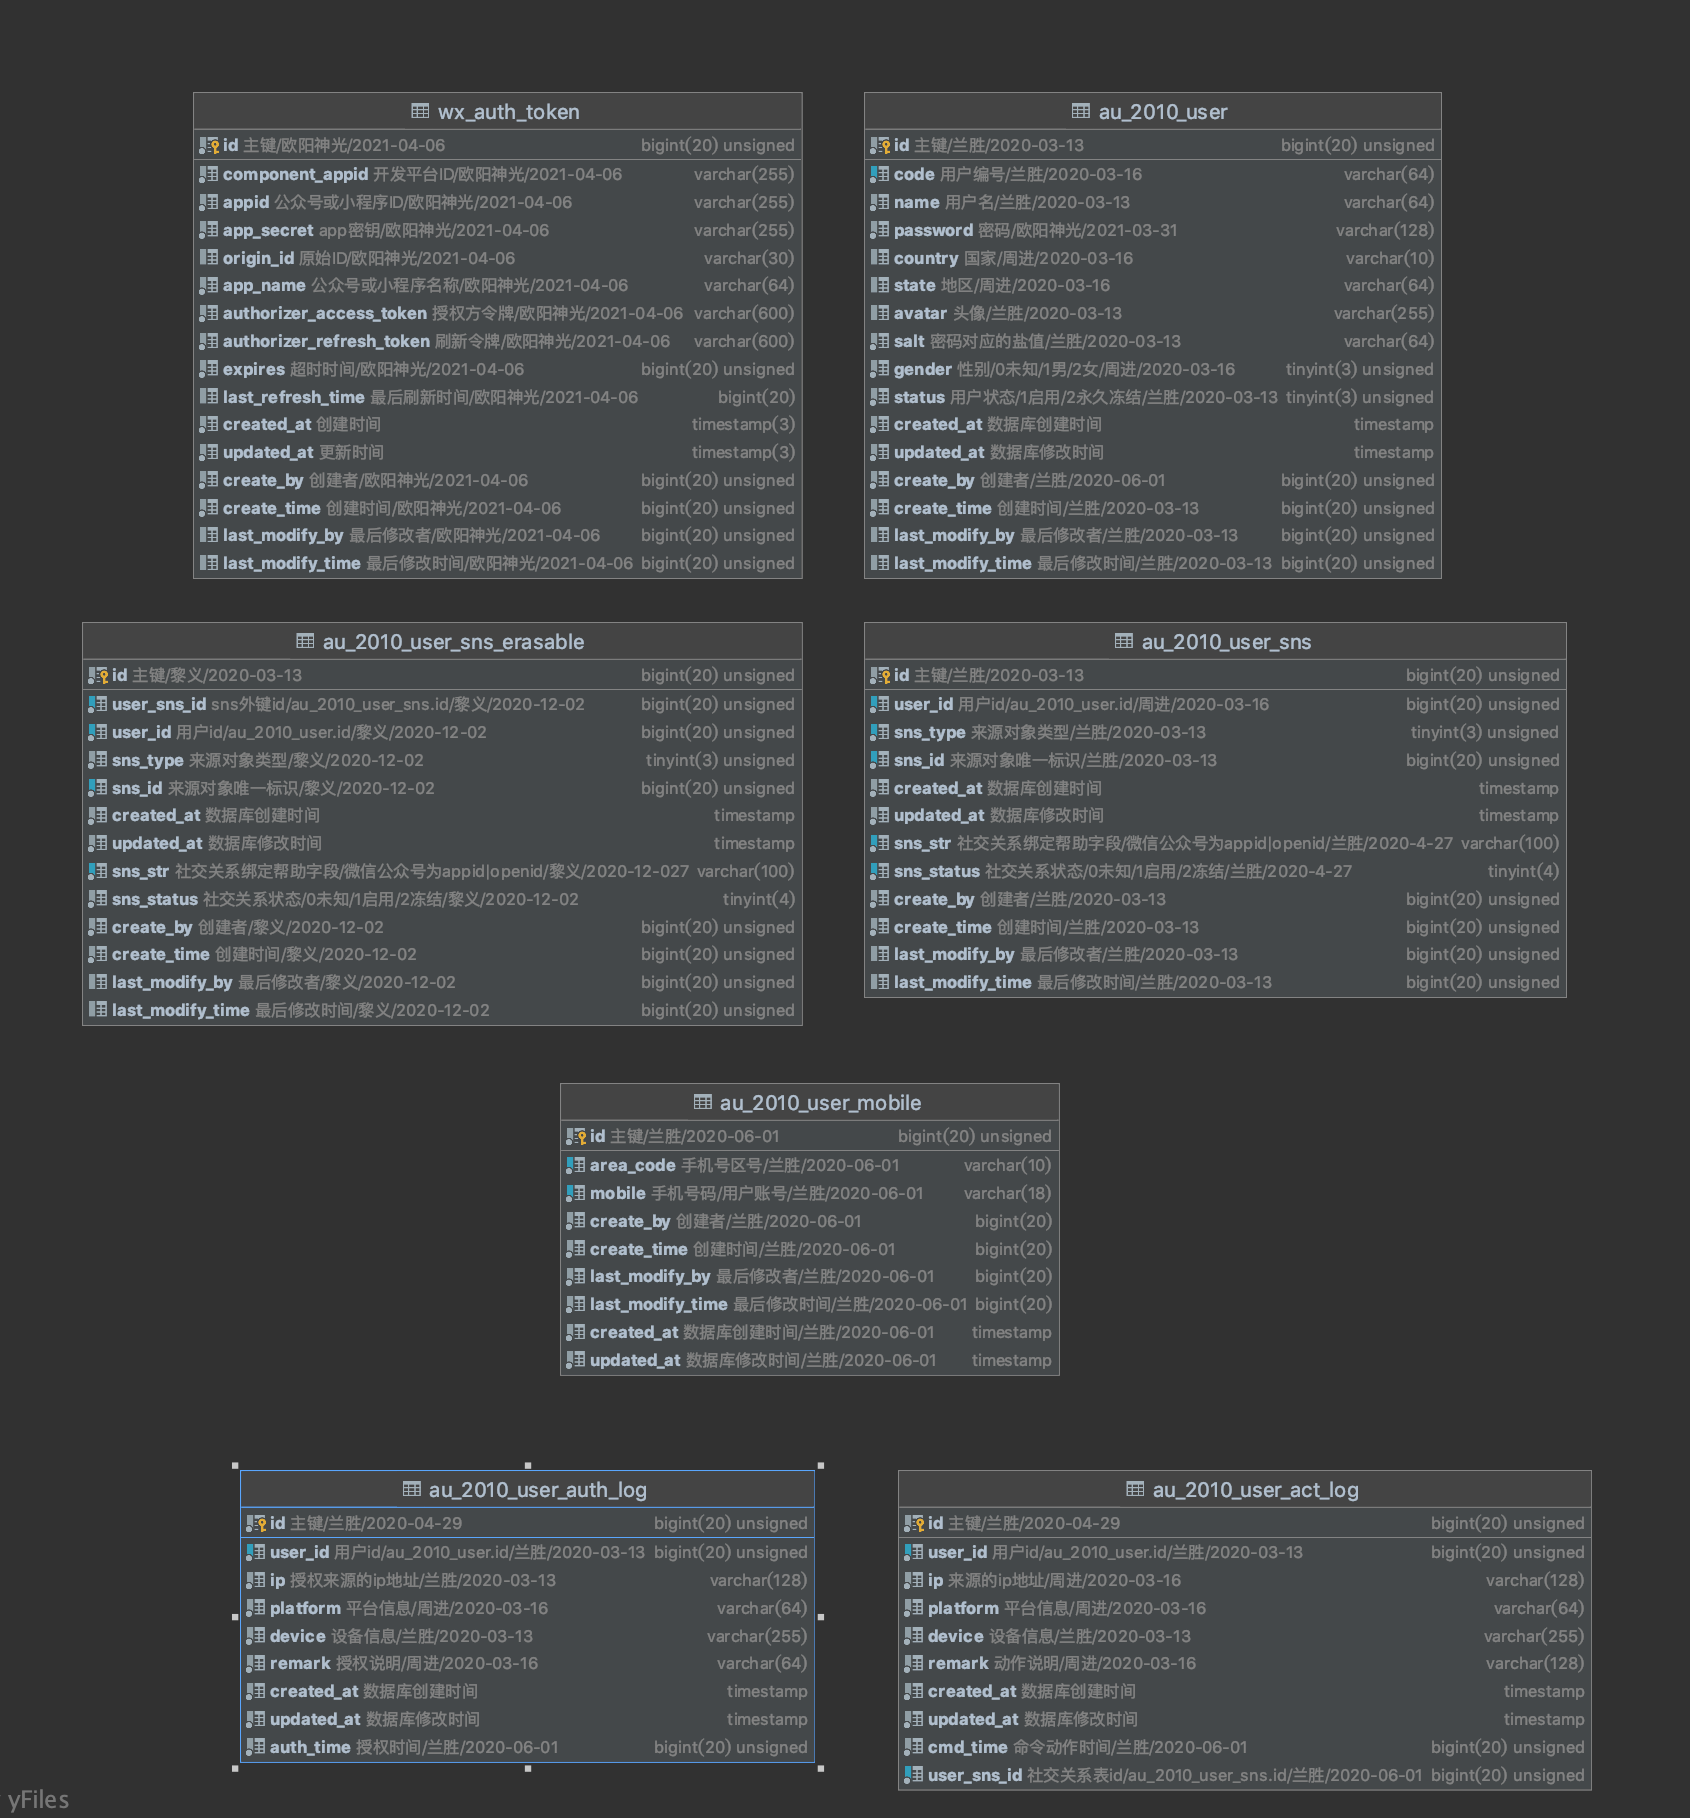 wx_auth_token
id 主键/欧阳神光/2021-04-06 bigint(20) unsigned
component_appid 开发平台ID/欧阳神光/2021-04-06 varchar(255)
appid 公众号或小程序ID/欧阳神光/2021-04-06 varchar(255)
app_secret app密钥/欧阳神光/2021-04-06 varchar(255)
origin_id 原始ID/欧阳神光/2021-04-06 varchar(30)
app_name 公众号或小程序名称/欧阳神光/2021-04-06 varchar(64)
authorizer_access_token 授权方令牌/欧阳神光/2021-04-06 varchar(600)
authorizer_refresh_token 刷新令牌/欧阳神光/2021-04-06 varchar(600)
expires 超时时间/欧阳神光/2021-04-06 bigint(20) unsigned
last_refresh_time 最后刷新时间/欧阳神光/2021-04-06 bigint(20)
created_at 创建时间 timestamp(3)
updated_at 更新时间 timestamp(3)
create_by 创建者/欧阳神光/2021-04-06 bigint(20) unsigned
create_time 创建时间/欧阳神光/2021-04-06 bigint(20) unsigned
last_modify_by 最后修改者/欧阳神光/2021-04-06 bigint(20) unsigned
last_modify_time 最后修改时间/欧阳神光/2021-04-06 bigint(20) unsigned
au_2010_user
id 主键/兰胜/2020-03-13 bigint(20) unsigned
code 用户编号/兰胜/2020-03-16 varchar(64)
name 用户名/兰胜/2020-03-13 varchar(64)
password 密码/欧阳神光/2021-03-31 varchar(128)
country 国家/周进/2020-03-16 varchar(10)
state 地区/周进/2020-03-16 varchar(64)
avatar 头像/兰胜/2020-03-13 varchar(255)
salt 密码对应的盐值/兰胜/2020-03-13 varchar(64)
gender 性别/0未知/1男/2女/周进/2020-03-16 tinyint(3) unsigned
status 用户状态/1启用/2永久冻结/兰胜/2020-03-13 tinyint(3) unsigned
created_at 数据库创建时间 timestamp
updated_at 数据库修改时间 timestamp
create_by 创建者/兰胜/2020-06-01 bigint(20) unsigned
create_time 创建时间/兰胜/2020-03-13 bigint(20) unsigned
last_modify_by 最后修改者/兰胜/2020-03-13 bigint(20) unsigned
last_modify_time 最后修改时间/兰胜/2020-03-13 bigint(20) unsigned
au_2010_user_sns_erasable
id 主键/黎义/2020-03-13 bigint(20) unsigned
user_sns_id sns外键id/au_2010_user_sns.id/黎义/2020-12-02 bigint(20) unsigned
user_id 用户id/au_2010_user.id/黎义/2020-12-02 bigint(20) unsigned
sns_type 来源对象类型/黎义/2020-12-02 tinyint(3) unsigned
sns_id 来源对象唯一标识/黎义/2020-12-02 bigint(20) unsigned
created_at 数据库创建时间 timestamp
updated_at 数据库修改时间 timestamp
sns_str 社交关系绑定帮助字段/微信公众号为appid|openid/黎义/2020-12-027 varchar(100)
sns_status 社交关系状态/0未知/1启用/2冻结/黎义/2020-12-02 tinyint(4)
create_by 创建者/黎义/2020-12-02 bigint(20) unsigned
create_time 创建时间/黎义/2020-12-02 bigint(20) unsigned
last_modify_by 最后修改者/黎义/2020-12-02 bigint(20) unsigned
last_modify_time 最后修改时间/黎义/2020-12-02 bigint(20) unsigned
au_2010_user_sns
id 主键/兰胜/2020-03-13 bigint(20) unsigned
user_id 用户id/au_2010_user.id/周进/2020-03-16 bigint(20) unsigned
sns_type 来源对象类型/兰胜/2020-03-13 tinyint(3) unsigned
sns_id 来源对象唯一标识/兰胜/2020-03-13 bigint(20) unsigned
created_at 数据库创建时间 timestamp
updated_at 数据库修改时间 timestamp
sns_str 社交关系绑定帮助字段/微信公众号为appid|openid/兰胜/2020-4-27 varchar(100)
sns_status 社交关系状态/0未知/1启用/2冻结/兰胜/2020-4-27 tinyint(4)
create_by 创建者/兰胜/2020-03-13 bigint(20) unsigned
create_time 创建时间/兰胜/2020-03-13 bigint(20) unsigned
last_modify_by 最后修改者/兰胜/2020-03-13 bigint(20) unsigned
last_modify_time 最后修改时间/兰胜/2020-03-13 bigint(20) unsigned
au_2010_user_mobile
id 主键/兰胜/2020-06-01 bigint(20) unsigned
area_code 手机号区号/兰胜/2020-06-01 varchar(10)
mobile 手机号码/用户账号/兰胜/2020-06-01 varchar(18)
create_by 创建者/兰胜/2020-06-01 bigint(20)
create_time 创建时间/兰胜/2020-06-01 bigint(20)
last_modify_by 最后修改者/兰胜/2020-06-01 bigint(20)
last_modify_time 最后修改时间/兰胜/2020-06-01 bigint(20)
created_at 数据库创建时间/兰胜/2020-06-01 timestamp
updated_at 数据库修改时间/兰胜/2020-06-01 timestamp
au_2010_user_auth_log
id 主键/兰胜/2020-04-29 bigint(20) unsigned
user_id 用户id/au_2010_user.id/兰胜/2020-03-13 bigint(20) unsigned
ip 授权来源的ip地址/兰胜/2020-03-13 varchar(128)
platform 平台信息/周进/2020-03-16 varchar(64)
device 设备信息/兰胜/2020-03-13 varchar(255)
remark 授权说明/周进/2020-03-16 varchar(64)
created_at 数据库创建时间 timestamp
updated_at 数据库修改时间 timestamp
auth_time 授权时间/兰胜/2020-06-01 bigint(20) unsigned
au_2010_user_act_log
id 主键/兰胜/2020-04-29 bigint(20) unsigned
user_id 用户id/au_2010_user.id/兰胜/2020-03-13 bigint(20) unsigned
ip 来源的ip地址/周进/2020-03-16 varchar(128)
platform 平台信息/周进/2020-03-16 varchar(64)
device 设备信息/兰胜/2020-03-13 varchar(255)
remark 动作说明/周进/2020-03-16 varchar(128)
created_at 数据库创建时间 timestamp
updated_at 数据库修改时间 timestamp
cmd_time 命令动作时间/兰胜/2020-06-01 bigint(20) unsigned
user_sns_id 社交关系表id/au_2010_user_sns.id/兰胜/2020-06-01 bigint(20) unsigned
yFiles